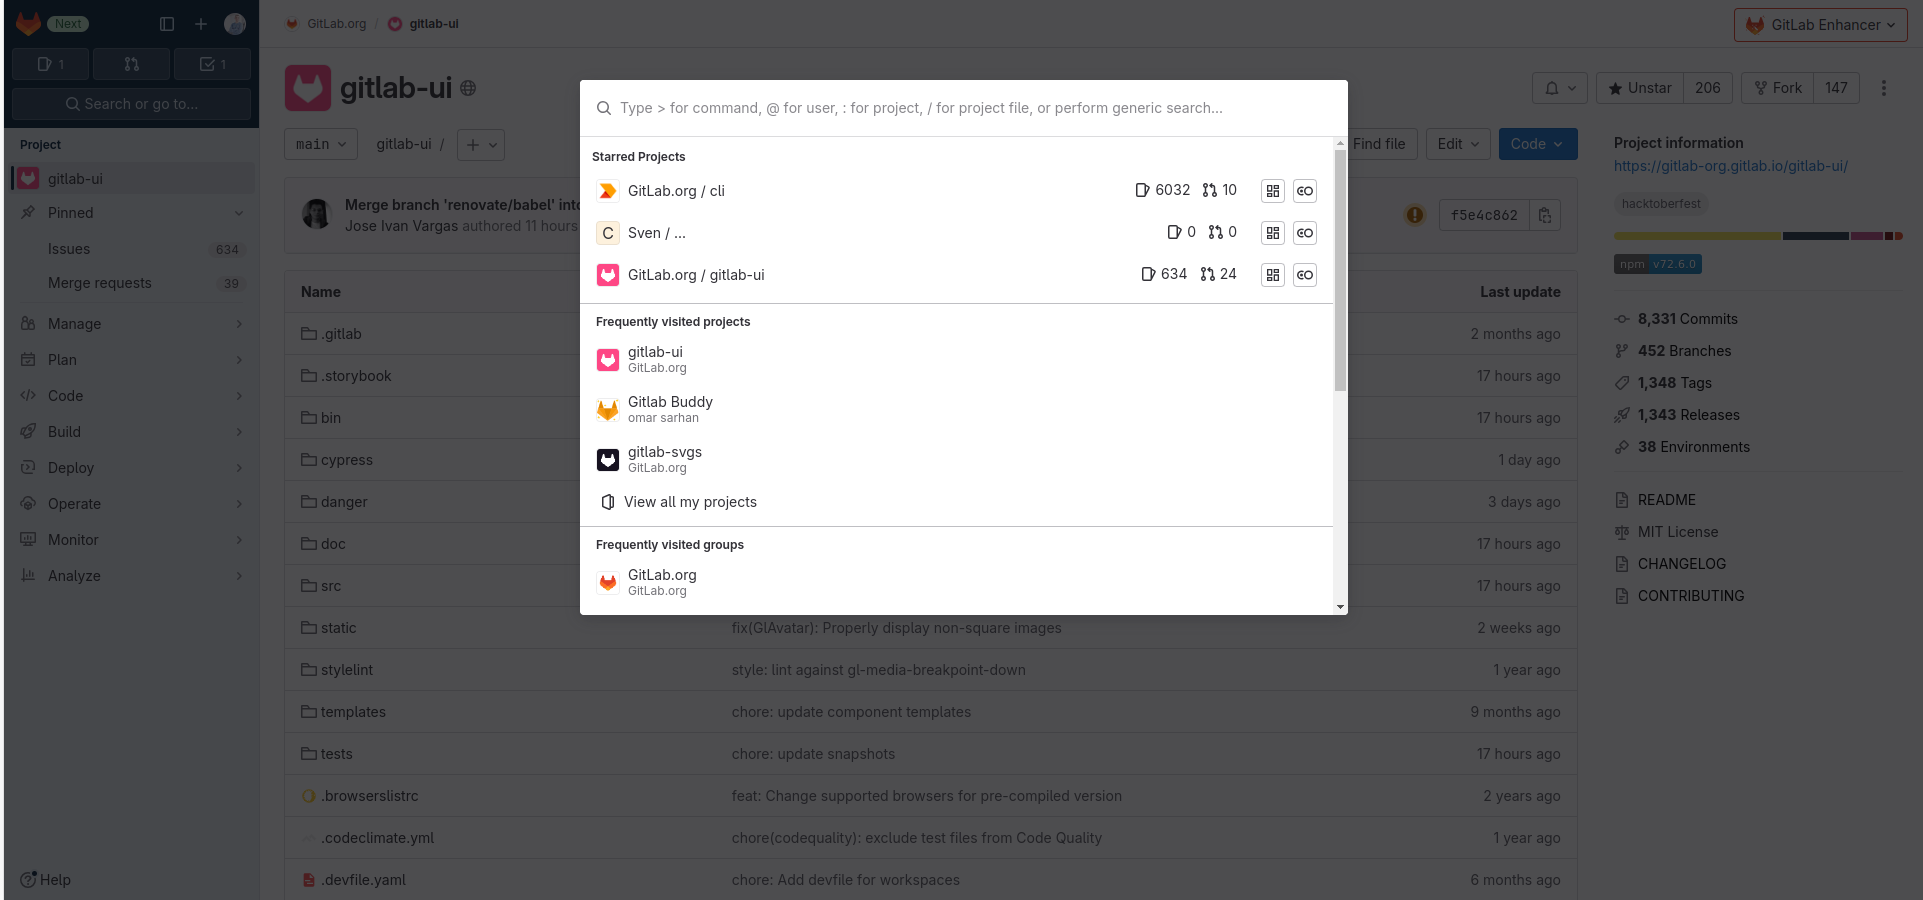 Next
GitLab.org / gitlab-ui
GitLab Enhancer
1
1
Search or go to...
gitlab-ui
Unstar 206
Fork 147
Type > for command, @ for user, : for project, / for project file, or perform generic search...
Project
gitlab-ui
Pinned
Issues 634
Merge requests 39
Manage
Plan
Code
Build
Deploy
Operate
Monitor
Analyze
Help
main
gitlab-ui /
Find file
Edit
Code
Merge branch 'renovate/babel' into
Jose Ivan Vargas authored 11 hours
f5e4c862
Name Last update
.gitlab 2 months ago
.storybook 17 hours ago
bin 17 hours ago
cypress 1 day ago
danger 3 days ago
doc 17 hours ago
src 17 hours ago
static fix(GlAvatar): Properly display non-square images 2 weeks ago
stylelint style: lint against gl-media-breakpoint-down 1 year ago
templates chore: update component templates 9 months ago
tests chore: update snapshots 17 hours ago
.browserslistrc feat: Change supported browsers for pre-compiled version 2 years ago
.codeclimate.yml chore(codequality): exclude test files from Code Quality 1 year ago
.devfile.yaml chore: Add devfile for workspaces 6 months ago
Starred Projects
GitLab.org / cli 6032 10
C Sven / ... 0 0
GitLab.org / gitlab-ui 634 24
Frequently visited projects
gitlab-ui
GitLab.org
Gitlab Buddy
omar sarhan
gitlab-svgs
GitLab.org
View all my projects
Frequently visited groups
GitLab.org
GitLab.org
Project information
https://gitlab-org.gitlab.io/gitlab-ui/
hacktoberfest
npm v72.6.0
8,331 Commits
452 Branches
1,348 Tags
1,343 Releases
38 Environments
README
MIT License
CHANGELOG
CONTRIBUTING